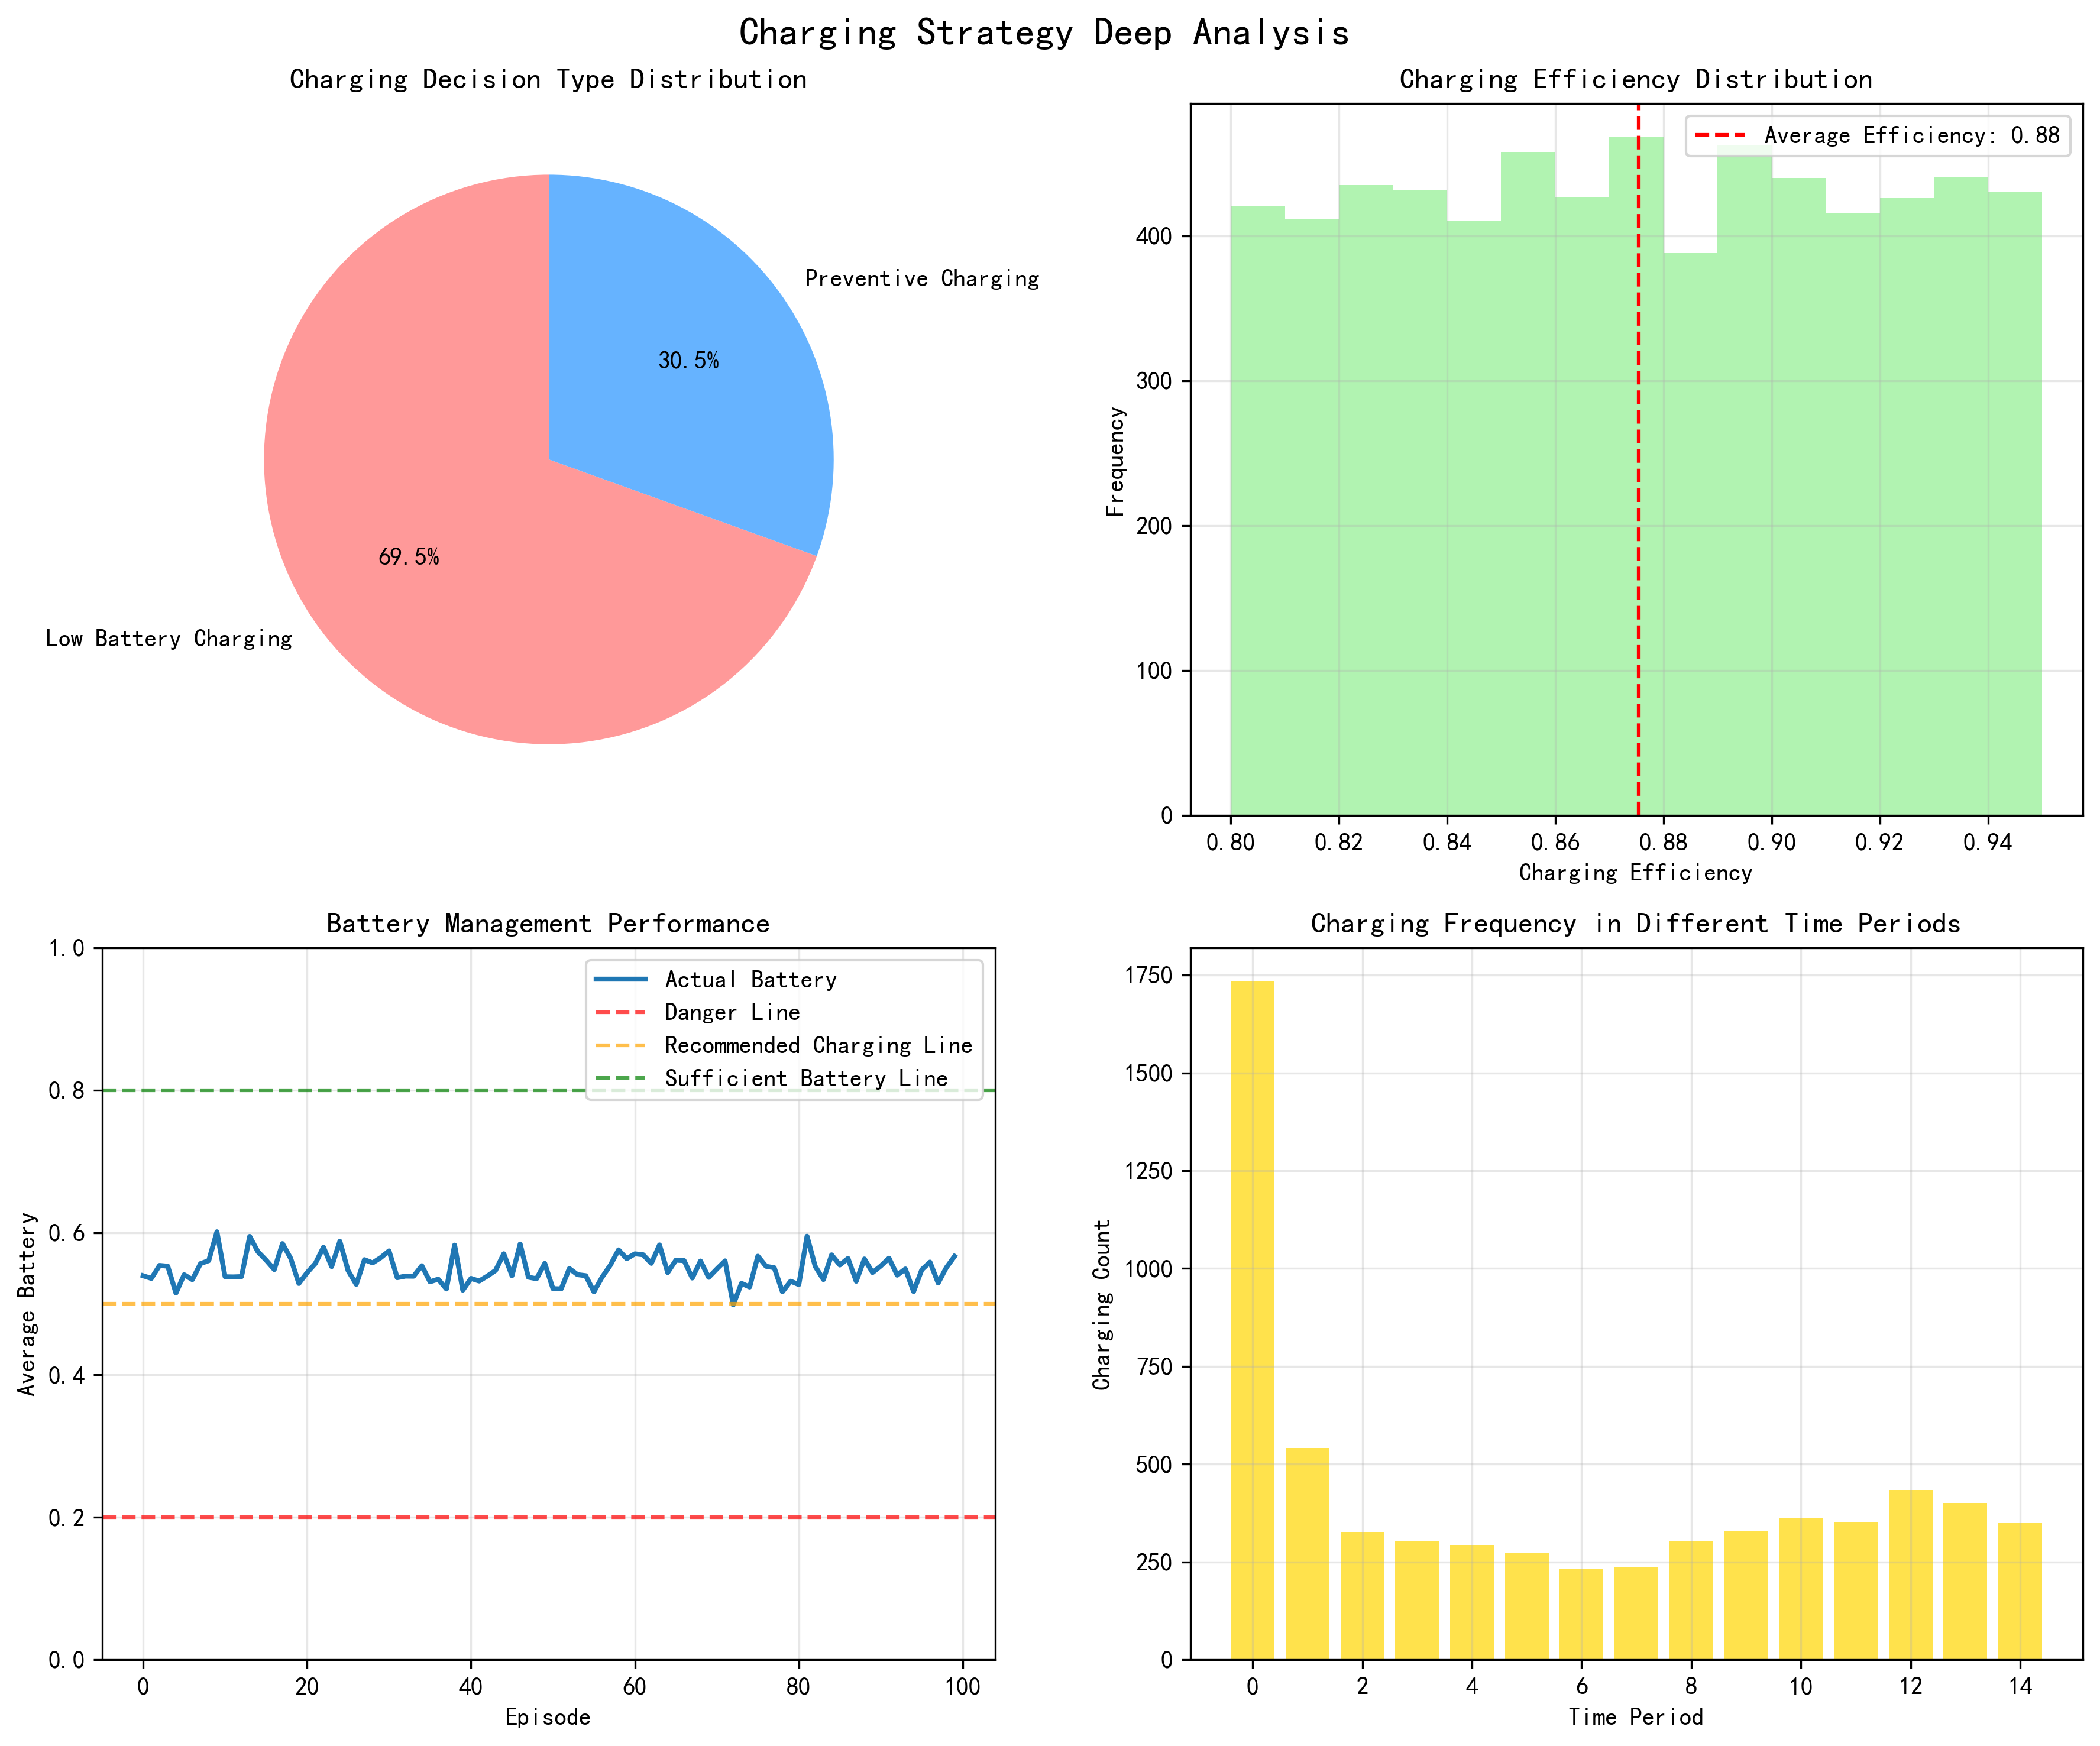 Charging Strategy Deep Analysis
Charging Decision Type Distribution
Preventive Charging
30.5%
69.5%
Low Battery Charging
Charging Efficiency Distribution
Average Efficiency: 0.88
Frequency
400
300
200
100
0
0.80 0.82 0.84 0.86 0.88 0.90 0.92 0.94
Charging Efficiency
Battery Management Performance
Actual Battery
Danger Line
Recommended Charging Line
Sufficient Battery Line
Average Battery
1.0
0.8
0.6
0.4
0.2
0.0
0 20 40 60 80 100
Episode
Charging Frequency in Different Time Periods
Charging Count
1750
1500
1250
1000
750
500
250
0
0 2 4 6 8 10 12 14
Time Period